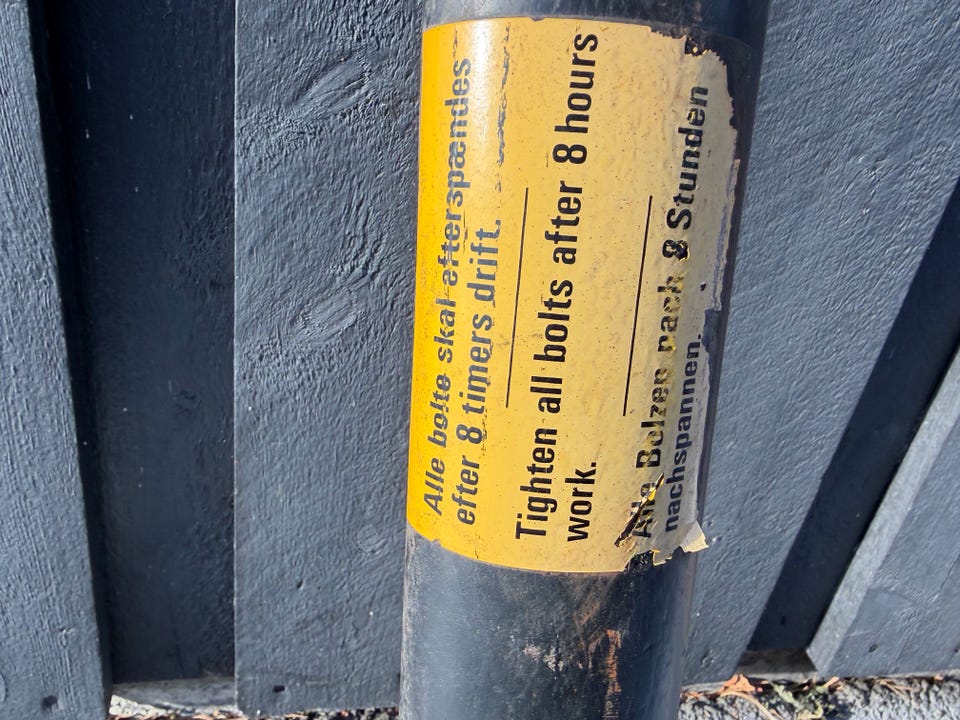 Alle bolte skal efterspændes
efter 8 timers drift.
Tighten all bolts after 8 hours
work.
Alle Bolzen nach 8 Stunden
nachspannen.